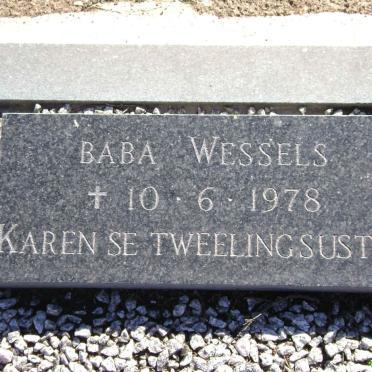 BABA WESSELS
✝ 10 · 6 · 1978
KAREN SE TWEELINGSUST